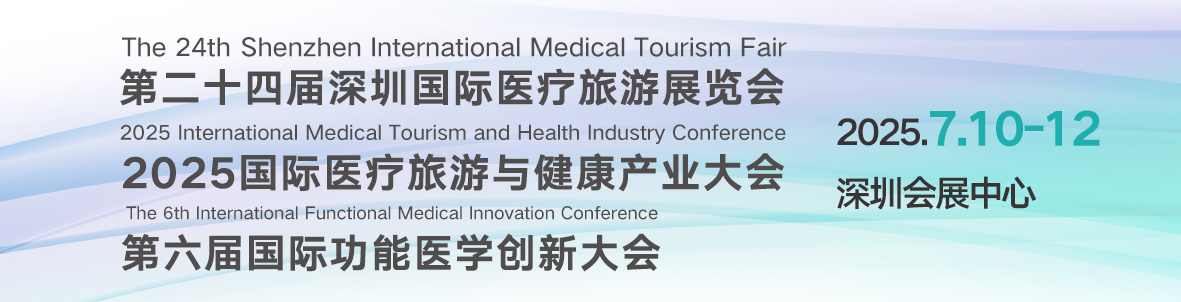 The 24th Shenzhen International Medical Tourism Fair
第二十四届深圳国际医疗旅游展览会
2025 International Medical Tourism and Health Industry Conference
2025国际医疗旅游与健康产业大会
The 6th International Functional Medical Innovation Conference
第六届国际功能医学创新大会
2025.7.10-12
深圳会展中心